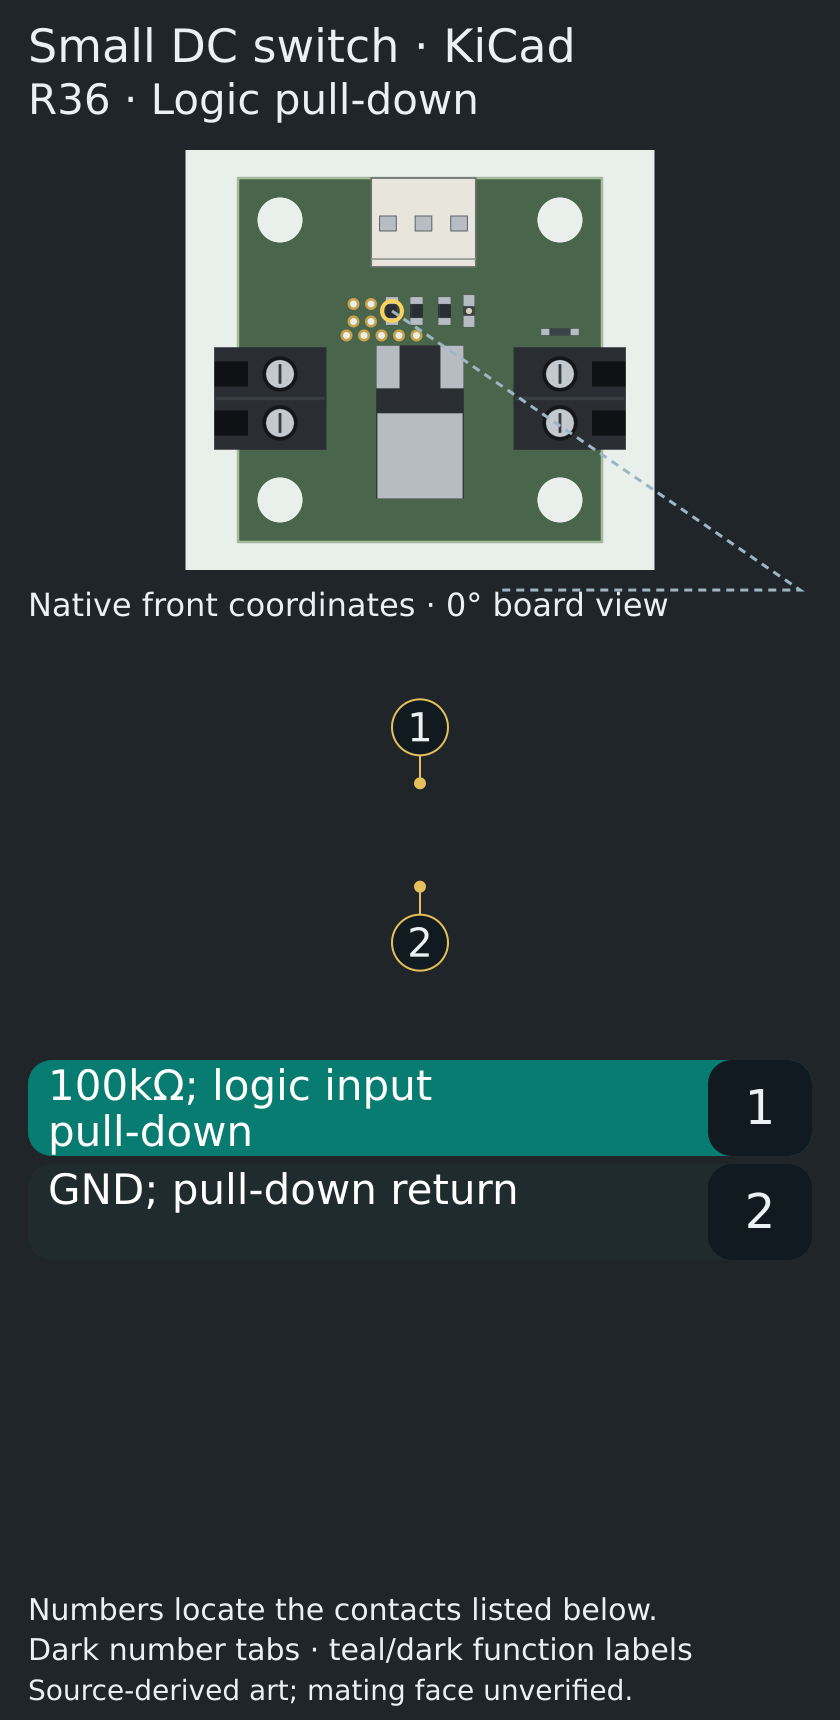 Small DC switch · KiCad
R36 · Logic pull-down
Native front coordinates · 0° board view
1
2
100kΩ; logic input
pull-down
1
GND; pull-down return
2
Numbers locate the contacts listed below.
Dark number tabs · teal/dark function labels
Source-derived art; mating face unverified.